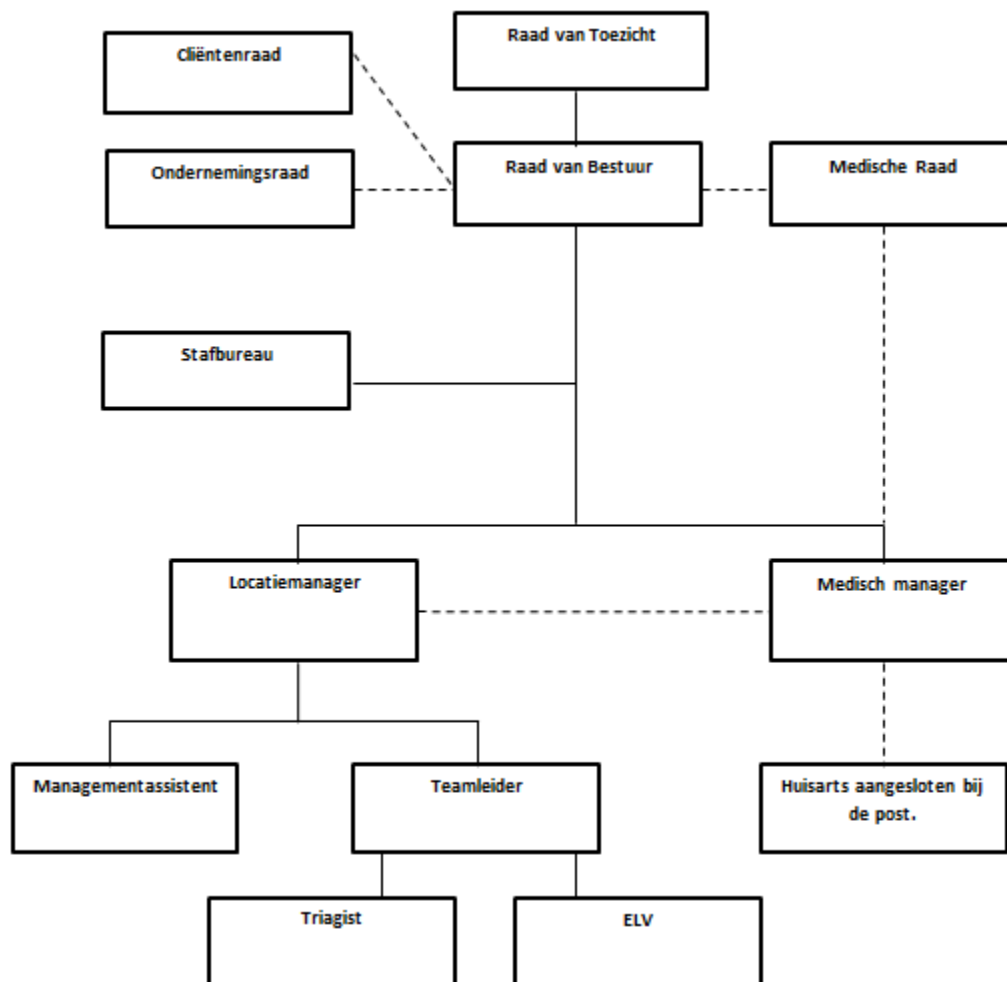 Raad van Toezicht
Cliëntenraad
Raad van Bestuur
Medische Raad
Ondernemingsraad
Stafbureau
Locatiemanager
Medisch manager
Managementassistent
Teamleider
Huisarts aangesloten bij
de post.
Triagist
ELV